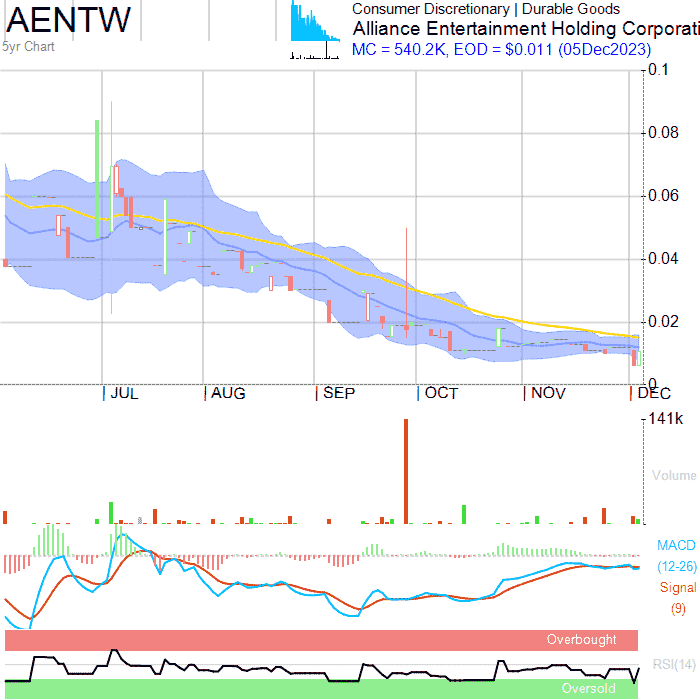 AENTW
5yr Chart
Consumer Discretionary | Durable Goods
Alliance Entertainment Holding Corporati
MC = 540.2K, EOD = $0.011 (05Dec2023)
0.1
0.08
0.06
0.04
0.02
0
JUL AUG SEP OCT NOV DEC
141k
Volume
MACD
(12-26)
Signal
(9)
Overbought
RSI(14)
Oversold